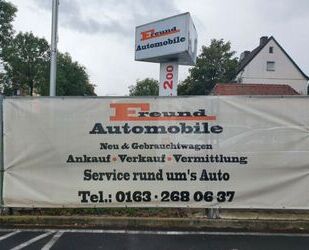 Freund
Automobile
200
Freund
Automobile
Neu & Gebrauchtwagen
Ankauf • Verkauf • Vermittlung
Service rund um's Auto
Tel.: 0163 • 268 06 37